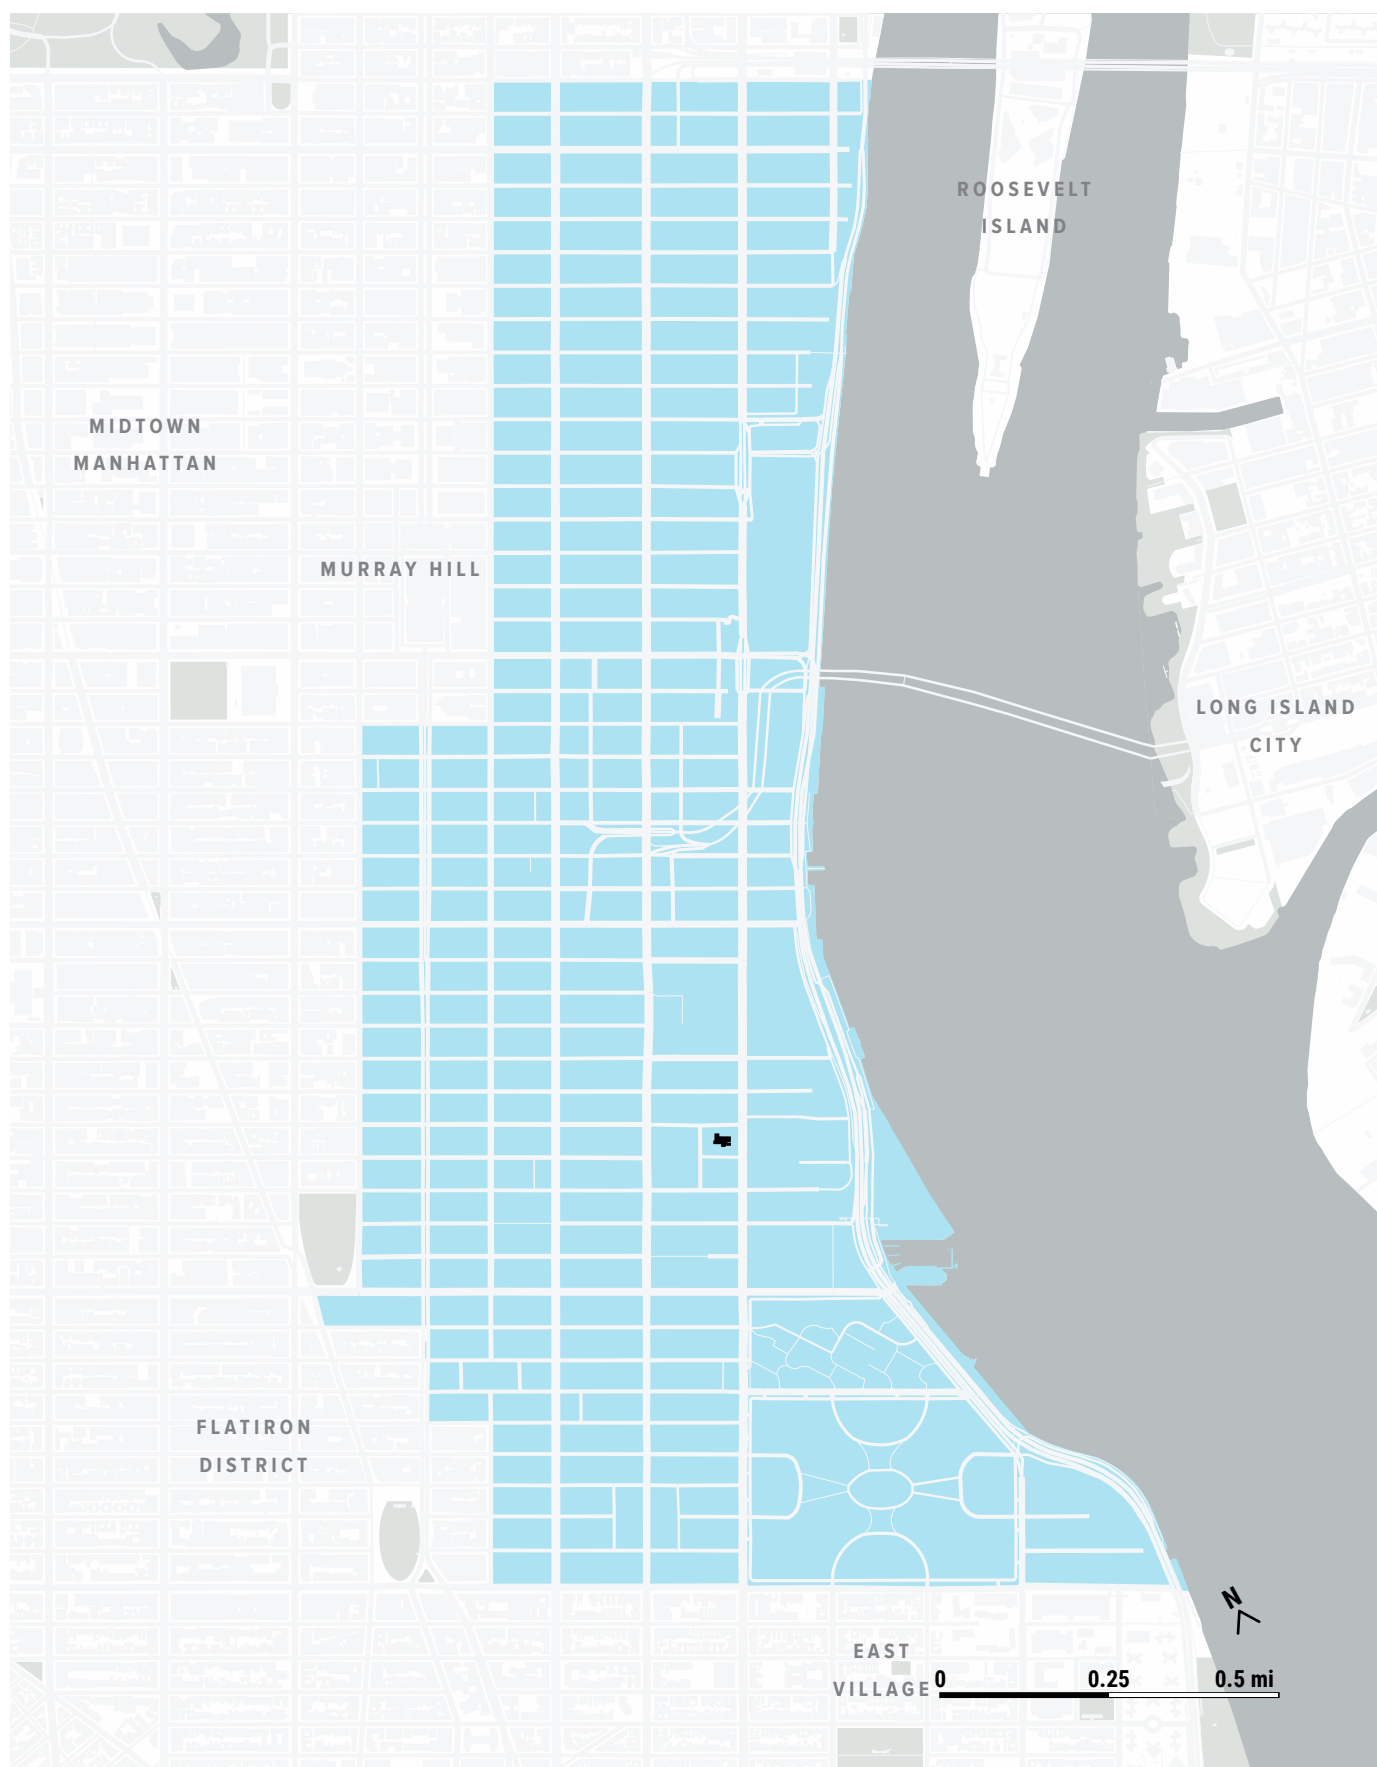 ROOSEVELT
ISLAND
MIDTOWN
MANHATTAN
MURRAY HILL
LONG ISLAND
CITY
FLATIRON
DISTRICT
N
EAST
VILLAGE
0 0.25 0.5 mi